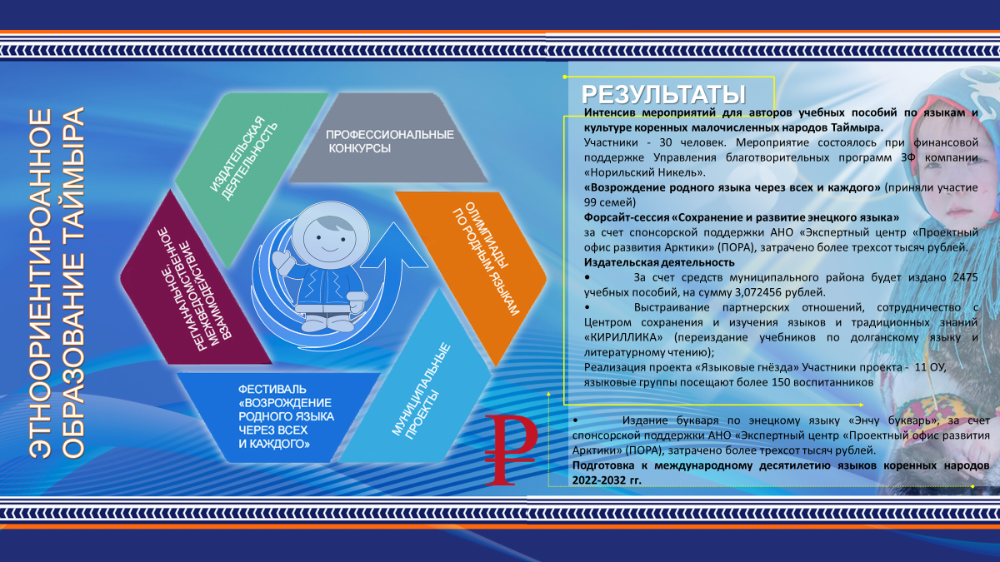 ЭТНООРИЕНТИРОАННОЕ
ОБРАЗОВАНИЕ ТАЙМЫРА
ИЗДАТЕЛЬСКАЯ
ДЕЯТЕЛЬНОСТЬ
ПРОФЕССИОНАЛЬНЫЕ
КОНКУРСЫ
ОЛИМПИАДЫ
ПО РОДНЫМ ЯЗЫКАМ
МУНИЦИПАЛЬНЫЕ
ПРОЕКТЫ
ФЕСТИВАЛЬ
«ВОЗРОЖДЕНИЕ
РОДНОГО ЯЗЫКА
ЧЕРЕЗ ВСЕХ
И КАЖДОГО»
РЕГИАНАЛЬНОЕ
МЕЖВЕДОМСТВЕННОЕ
ВЗАИМОДЕЙСТВИЕ
₽
РЕЗУЛЬТАТЫ
Интенсив мероприятий для авторов учебных пособий по языкам и
культуре коренных малочисленных народов Таймыра.
Участники - 30 человек. Мероприятие состоялось при финансовой
поддержке Управления благотворительных программ ЗФ компании
«Норильский Никель».
«Возрождение родного языка через всех и каждого» (приняли участие
99 семей)
Форсайт-сессия «Сохранение и развитие энецкого языка»
за счет спонсорской поддержки АНО «Экспертный центр «Проектный
офис развития Арктики» (ПОРА), затрачено более трехсот тысяч рублей.
Издательская деятельность
• За счет средств муниципального района будет издано 2475
учебных пособий, на сумму 3,072456 рублей.
• Выстраивание партнерских отношений, сотрудничество с
Центром сохранения и изучения языков и традиционных знаний
«КИРИЛЛИКА» (переиздание учебников по долганскому языку и
литературному чтению);
Реализация проекта «Языковые гнёзда» Участники проекта - 11 ОУ,
языковые группы посещают более 150 воспитанников
• Издание букваря по энецкому языку «Энчу букварь», за счет
спонсорской поддержки АНО «Экспертный центр «Проектный офис развития
Арктики» (ПОРА), затрачено более трехсот тысяч рублей.
Подготовка к международному десятилетию языков коренных народов
2022-2032 гг.